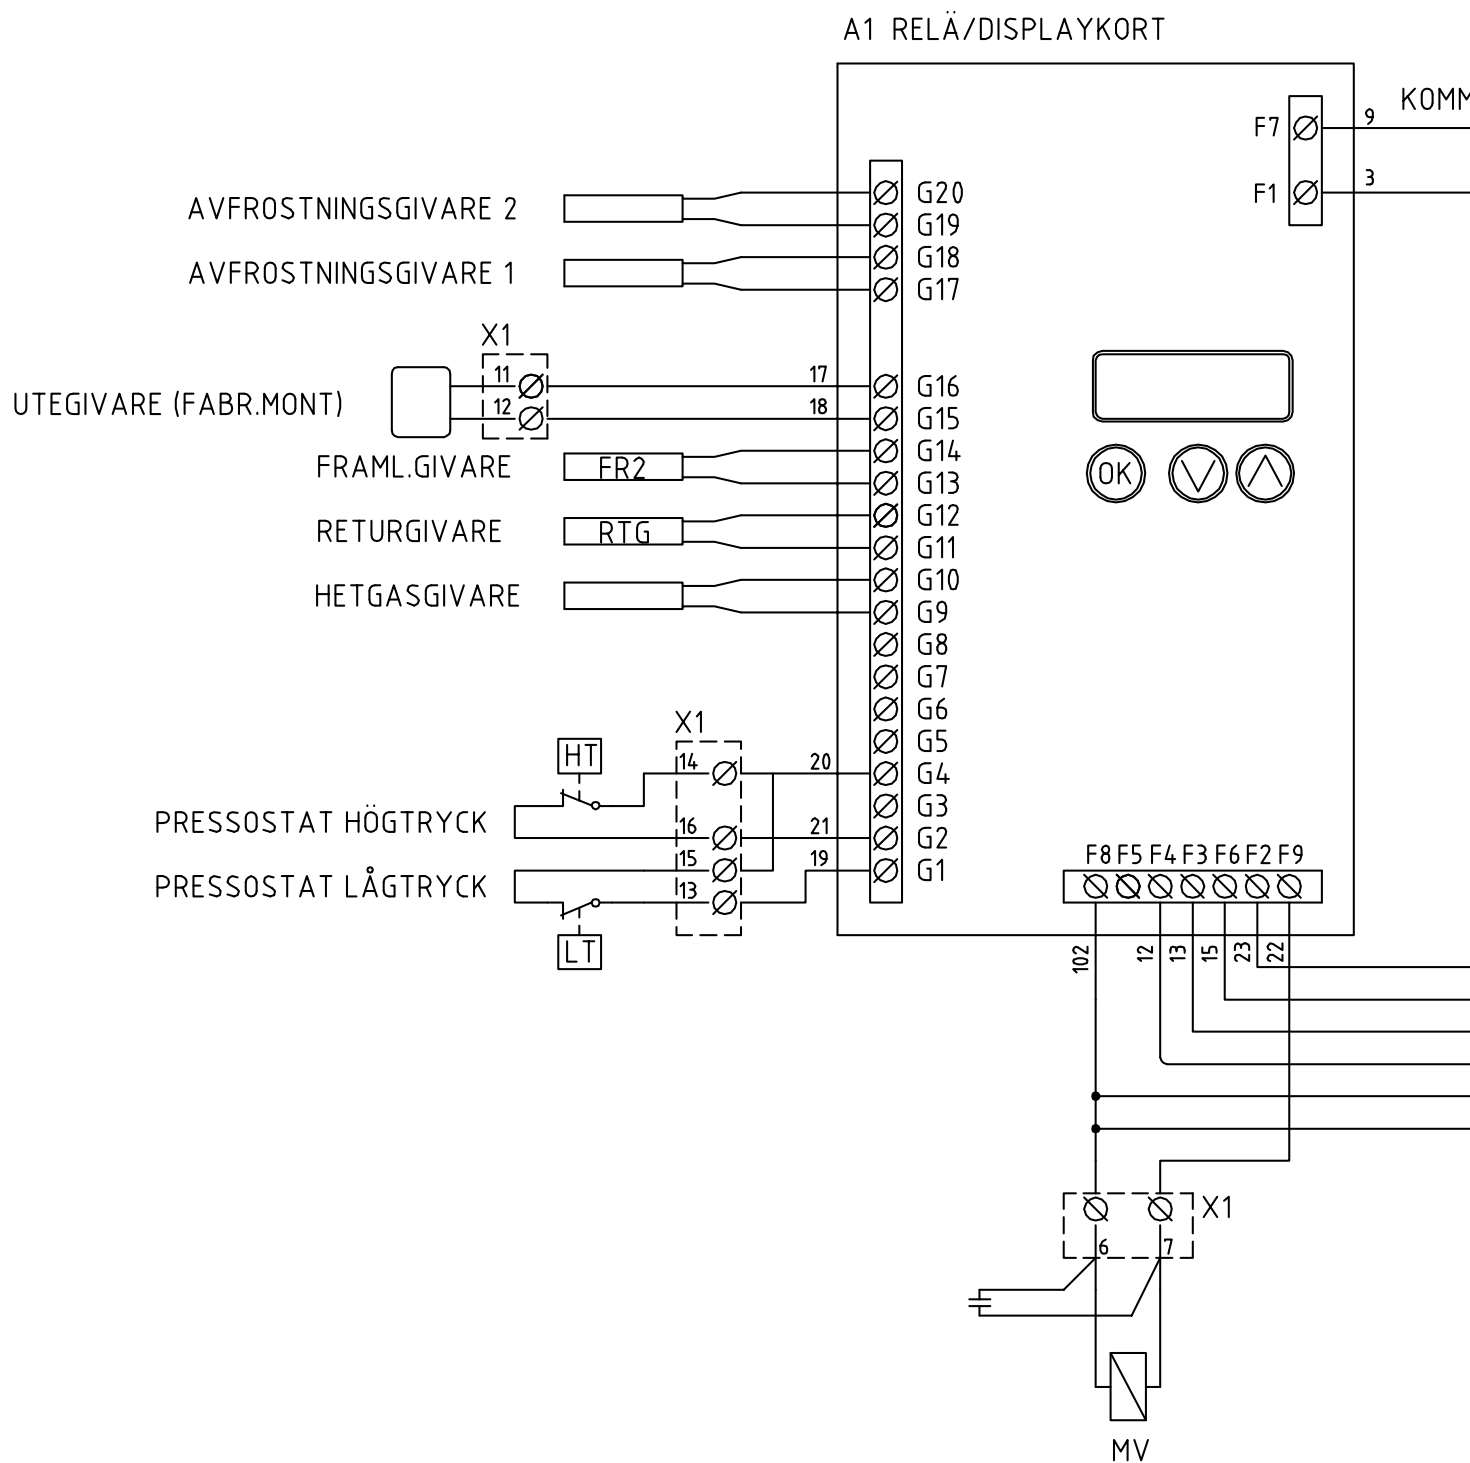 A1 RELÄ/DISPLAYKORT
KOMM
F7 9
F1 3
AVFROSTNINGSGIVARE 2 G20
G19
AVFROSTNINGSGIVARE 1 G18
G17
X1
UTEGIVARE (FABR.MONT) 11 17 G16
12 18 G15
FRAML.GIVARE FR2 G14
G13
RETURGIVARE RTG G12
G11
HETGASGIVARE G10
G9
G8
G7
G6
G5
OK
X1
HT 14 20 G4
G3
PRESSOSTAT HÖGTRYCK 16 21 G2
15 19 G1
PRESSOSTAT LÅGTRYCK 13
LT
F8 F5 F4 F3 F6 F2 F9
102 12 13 15 23 22
X1
6 7
MV